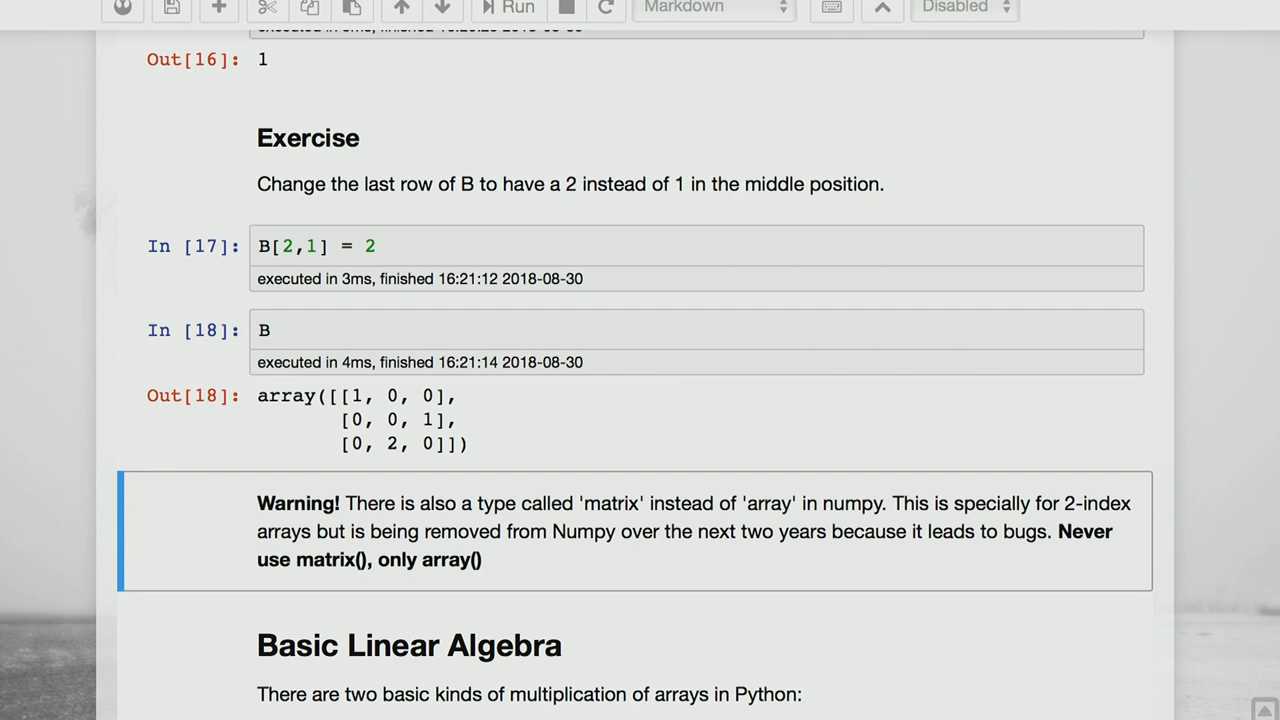 Run Markdown Disabled
Out[16]: 1
Exercise
Change the last row of B to have a 2 instead of 1 in the middle position.
In [17]: B[2,1] = 2
executed in 3ms, finished 16:21:12 2018-08-30
In [18]: B
executed in 4ms, finished 16:21:14 2018-08-30
Out[18]: array([[1, 0, 0],
[0, 0, 1],
[0, 2, 0]])
Warning! There is also a type called 'matrix' instead of 'array' in numpy. This is specially for 2-index
arrays but is being removed from Numpy over the next two years because it leads to bugs. Never
use matrix(), only array()
Basic Linear Algebra
There are two basic kinds of multiplication of arrays in Python: